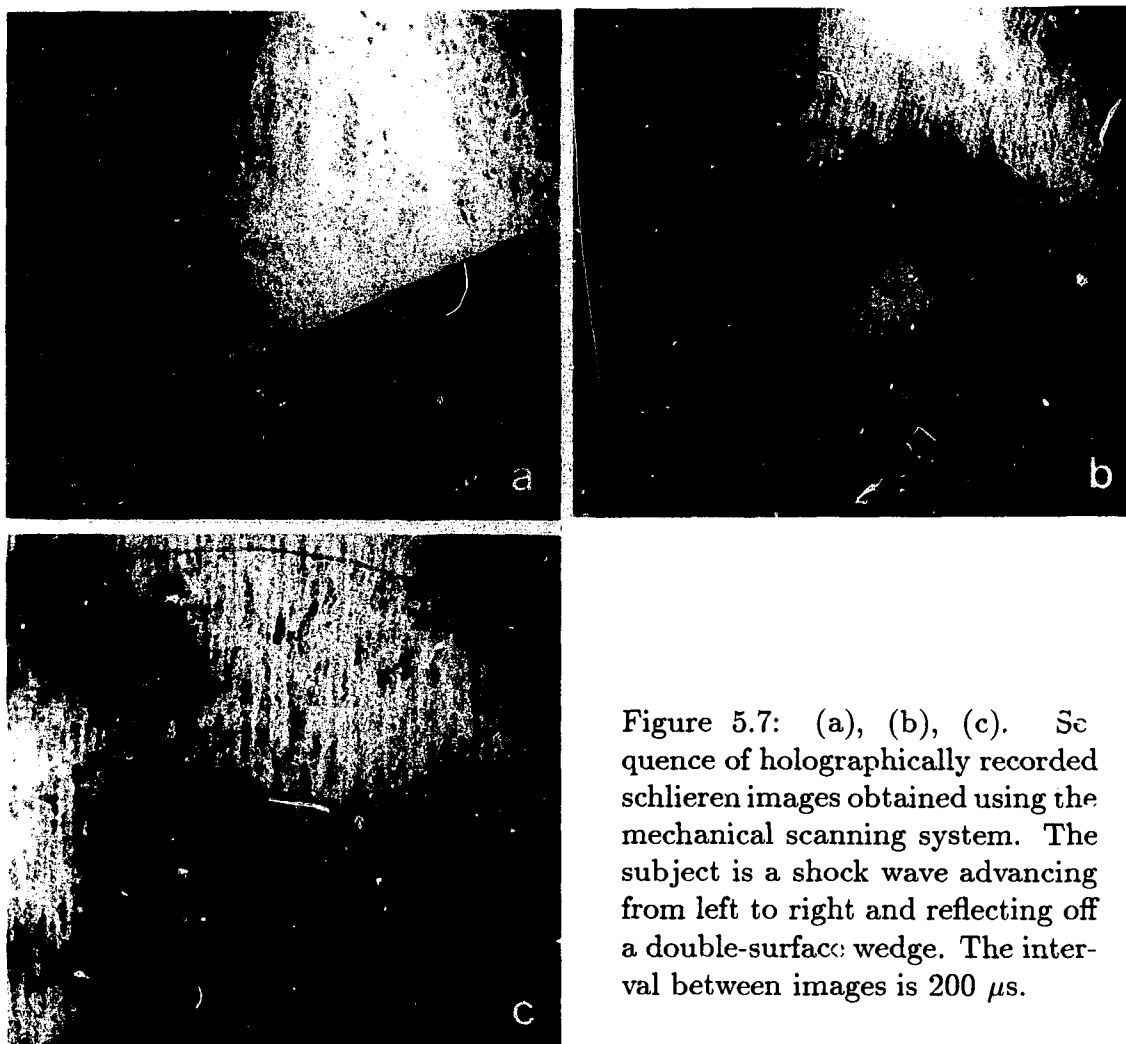 a
b
c
Figure 5.7: (a), (b), (c). Se
quence of holographically recorded
schlieren images obtained using the
mechanical scanning system. The
subject is a shock wave advancing
from left to right and reflecting off
a double-surface wedge. The inter-
val between images is 200 μs.